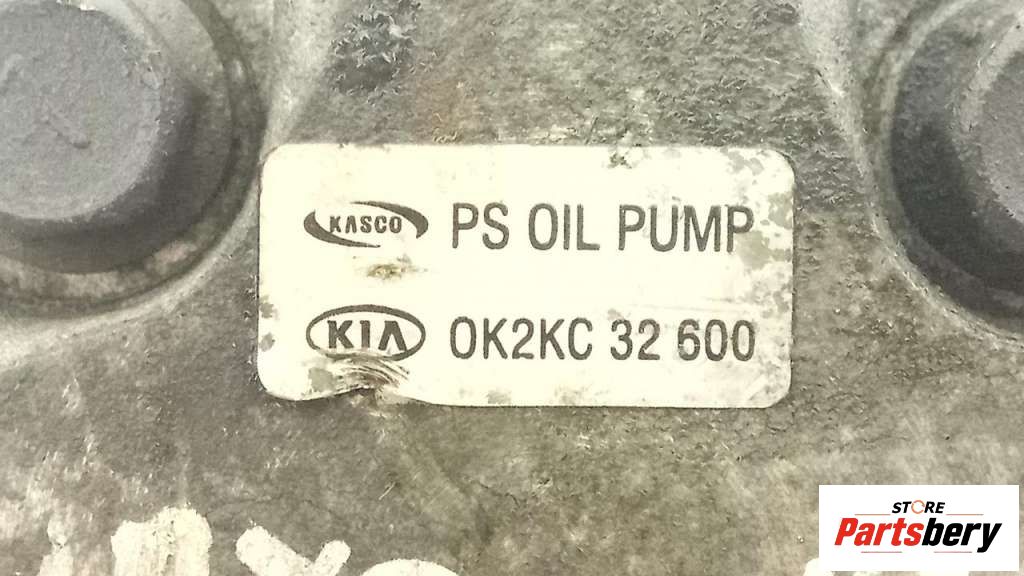 KASCO PS OIL PUMP
KIA 0K2KC 32 600
STORE
Partsbery